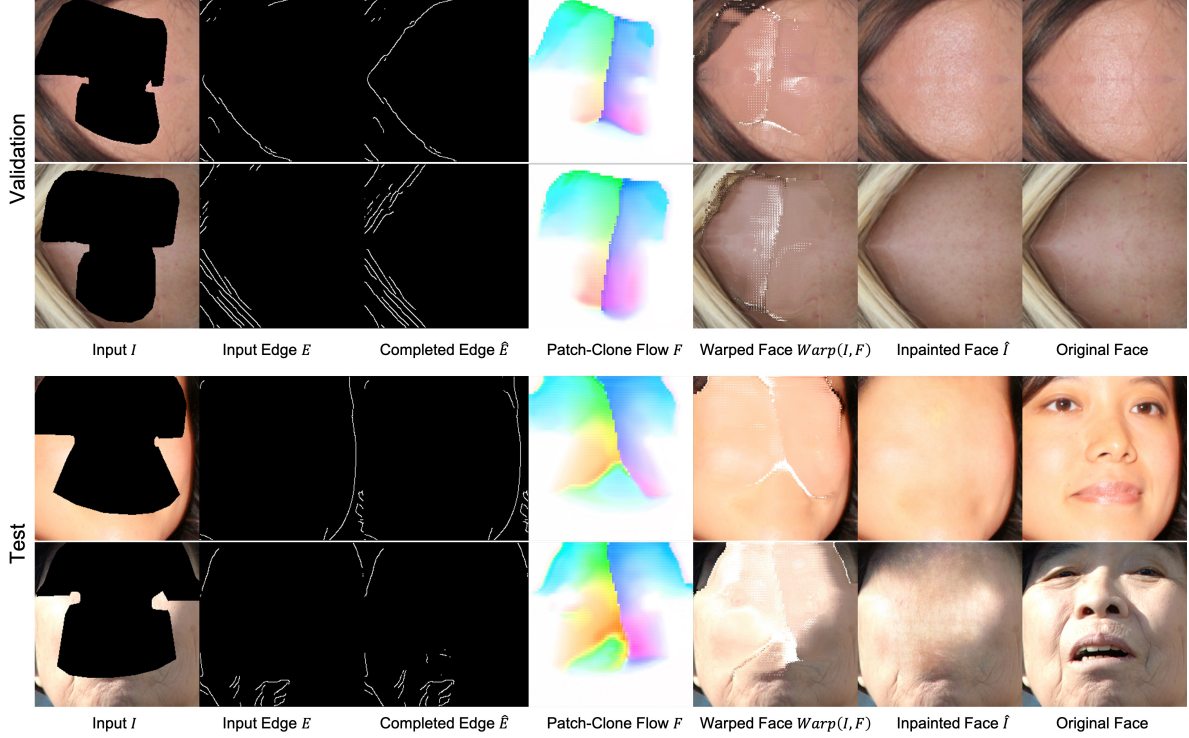 Validation
Input I
Input Edge E
Completed Edge Ê
Patch-Clone Flow F
Warped Face Warp(I, F)
Inpainted Face Î
Original Face
Test
Input I
Input Edge E
Completed Edge Ê
Patch-Clone Flow F
Warped Face Warp(I, F)
Inpainted Face Î
Original Face